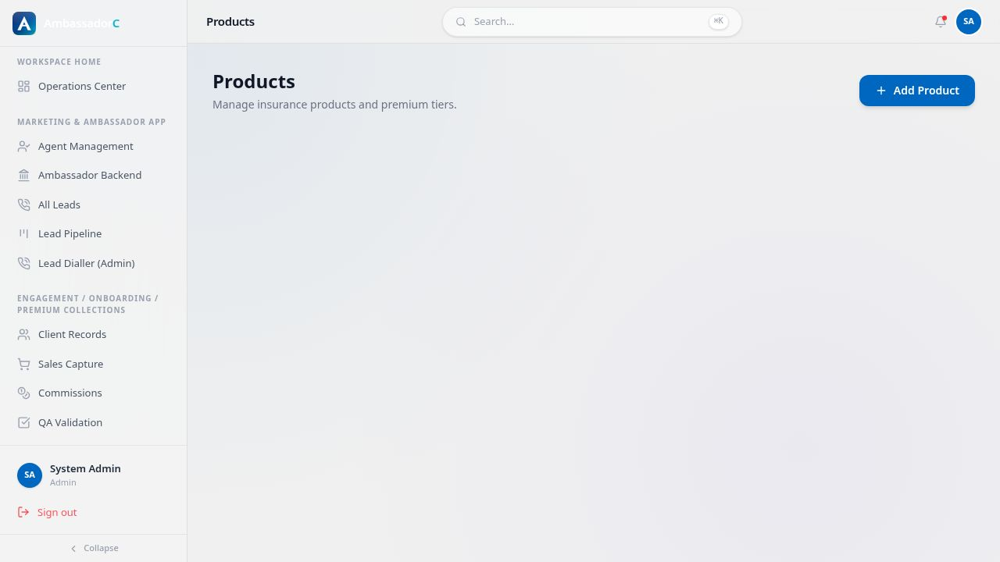 AmbassadorC
Products
Search...
⌘K
SA
WORKSPACE HOME
Operations Center
MARKETING & AMBASSADOR APP
Agent Management
Ambassador Backend
All Leads
Lead Pipeline
Lead Dialler (Admin)
ENGAGEMENT / ONBOARDING /
PREMIUM COLLECTIONS
Client Records
Sales Capture
Commissions
QA Validation
SA
System Admin
Admin
Sign out
Collapse
Products
Manage insurance products and premium tiers.
Add Product